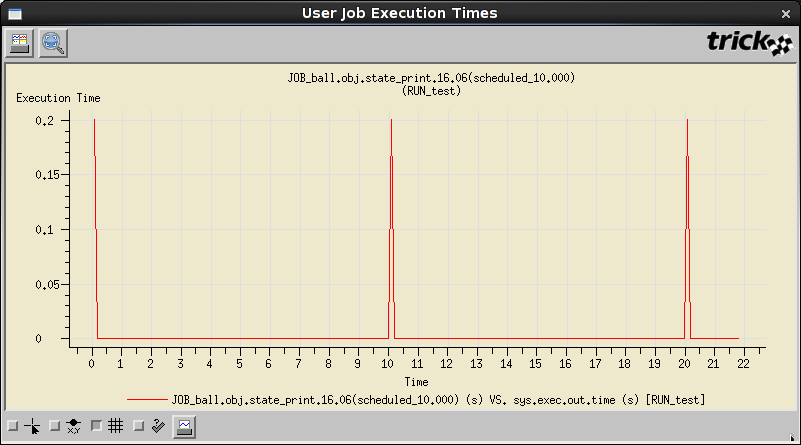 User Job Execution Times
trick
JOB_ball.obj.state_print.16.06(scheduled_10.000)
(RUN_test)
Execution Time
0.2
0.15
0.1
0.05
0
0 1 2 3 4 5 6 7 8 9 10 11 12 13 14 15 16 17 18 19 20 21 22
Time
JOB_ball.obj.state_print.16.06(scheduled_10.000) (s) VS. sys.exec.out.time (s) [RUN_test]
X,Y